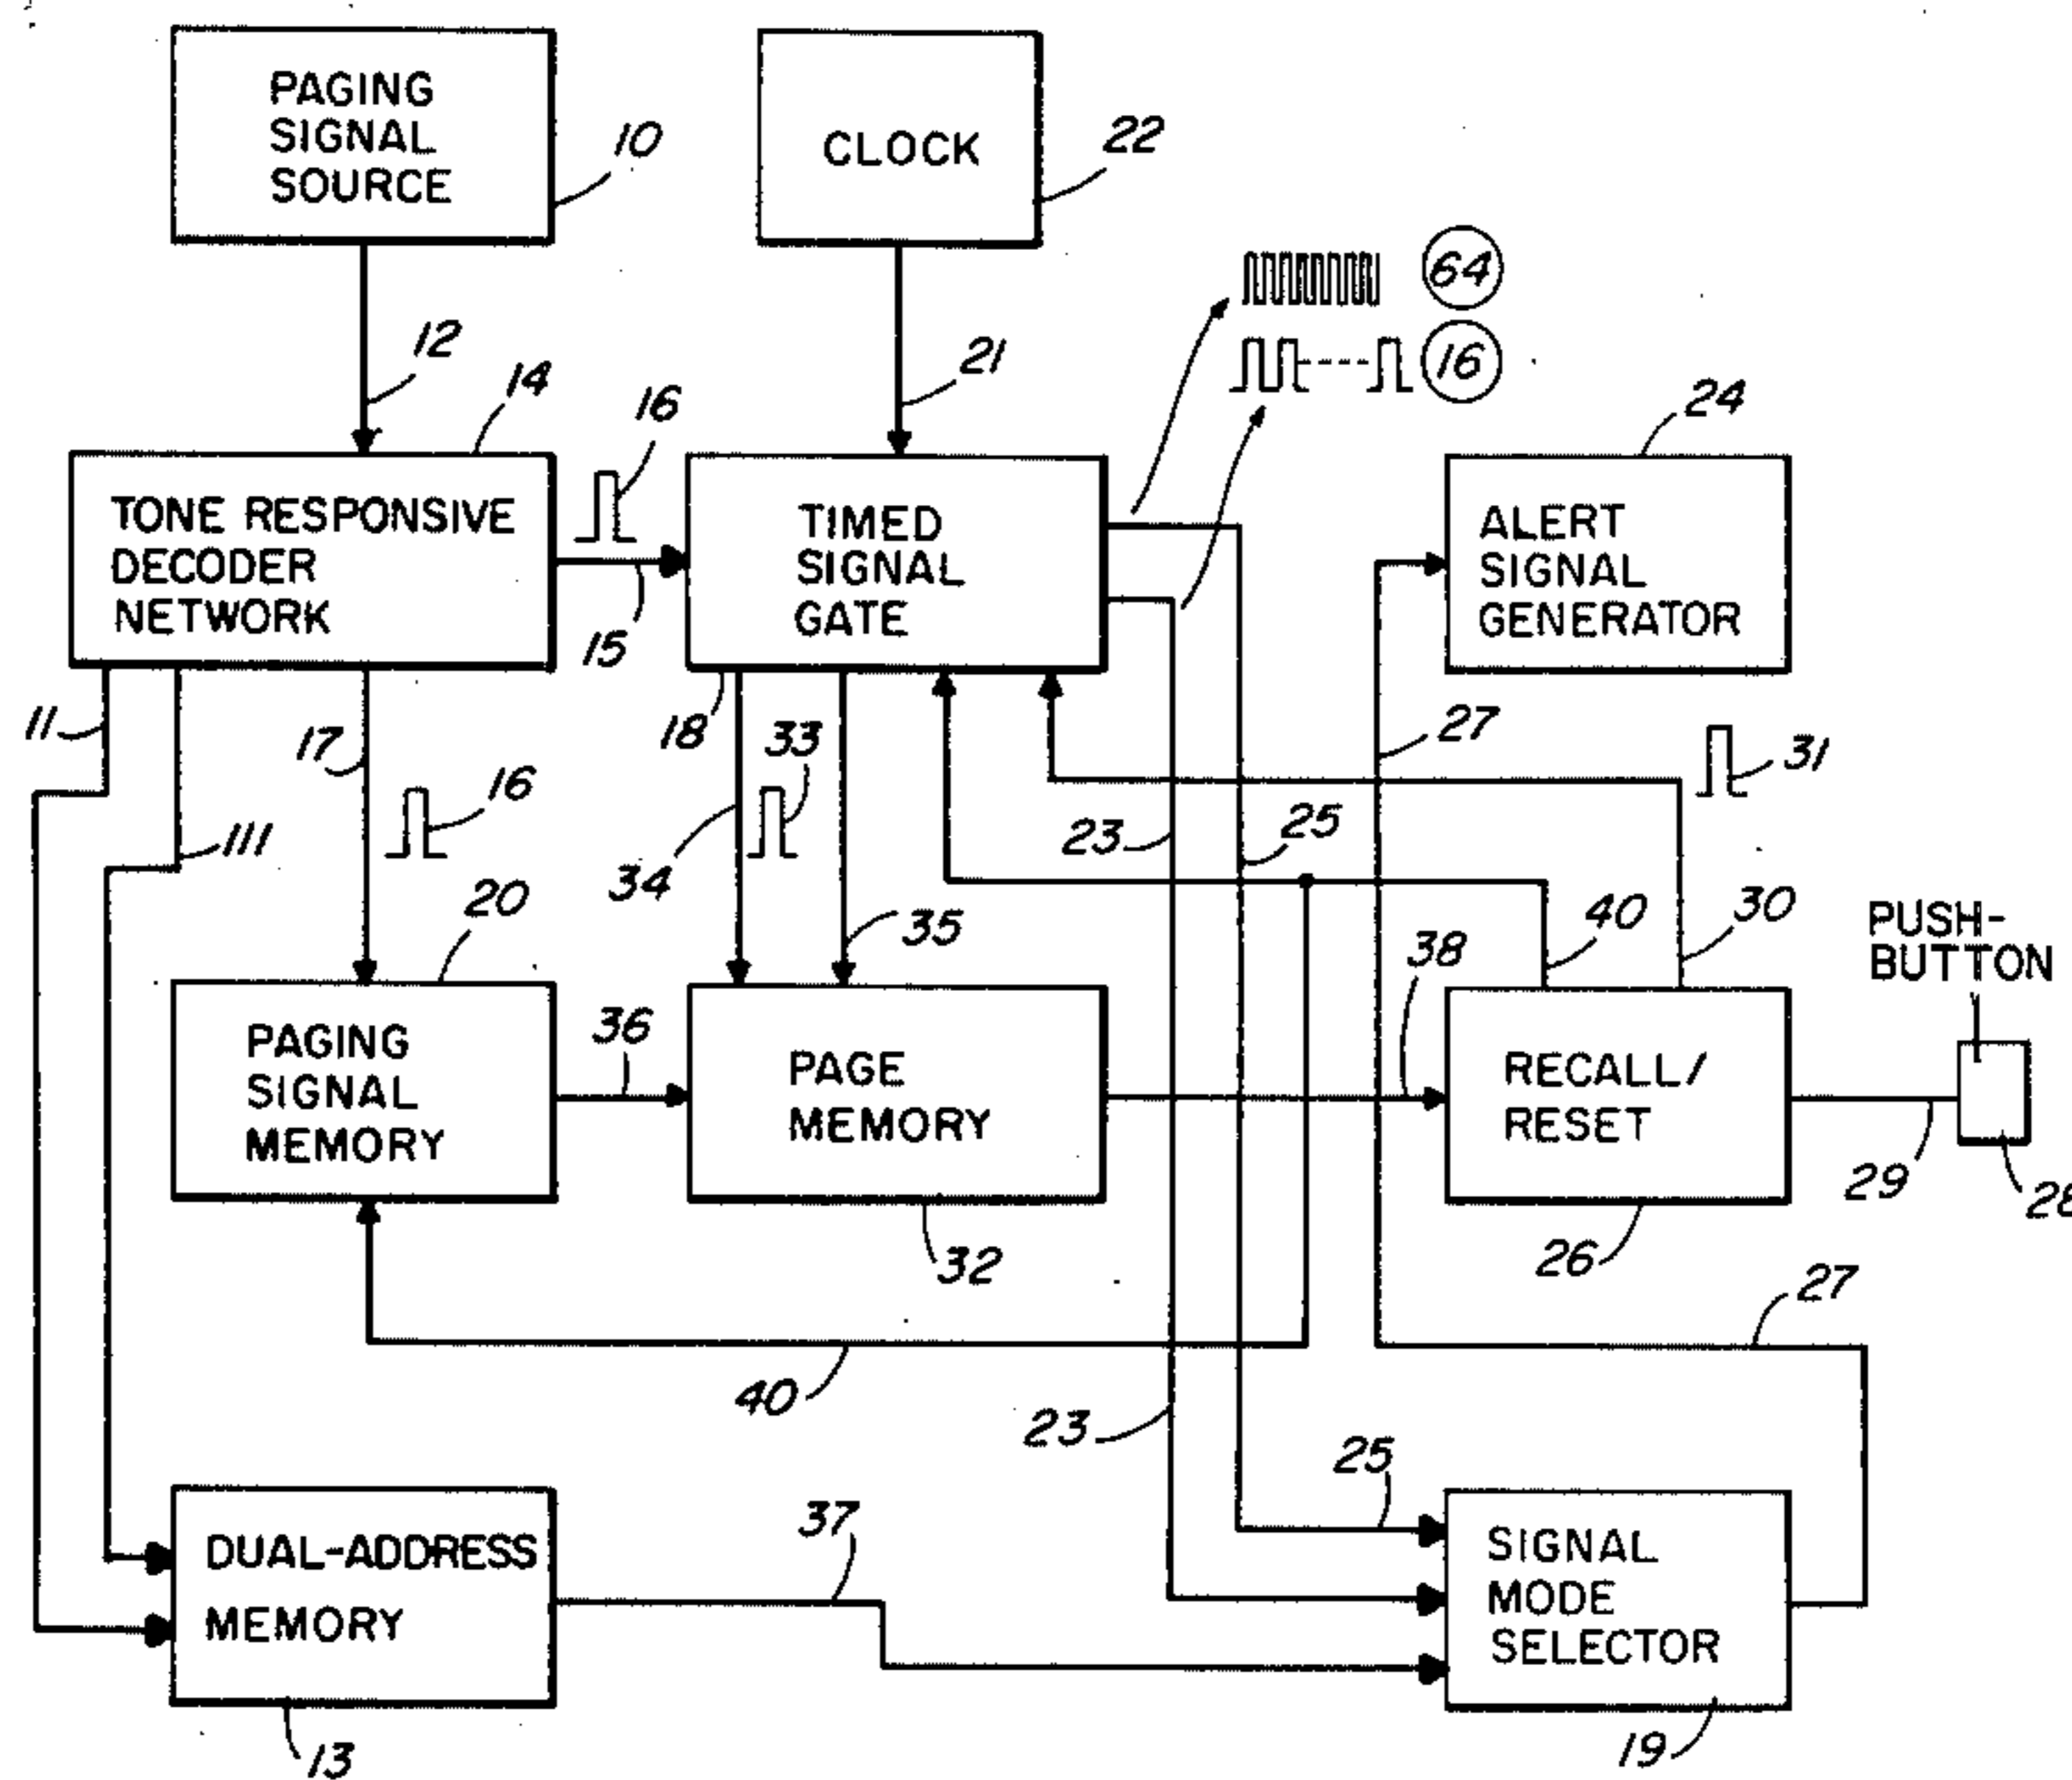 PAGING
SIGNAL
SOURCE
10
CLOCK
22
64
16
12
14
16
21
24
TONE RESPONSIVE
DECODER
NETWORK
15
TIMED
SIGNAL
GATE
ALERT
SIGNAL
GENERATOR
11
17
18
33
27
31
111
16
34
23
25
20
35
38
40
30
PUSH-
BUTTON
PAGING
SIGNAL
MEMORY
36
PAGE
MEMORY
RECALL/
RESET
29
28
32
26
27
40
23
25
DUAL-ADDRESS
MEMORY
37
SIGNAL
MODE
SELECTOR
13
19